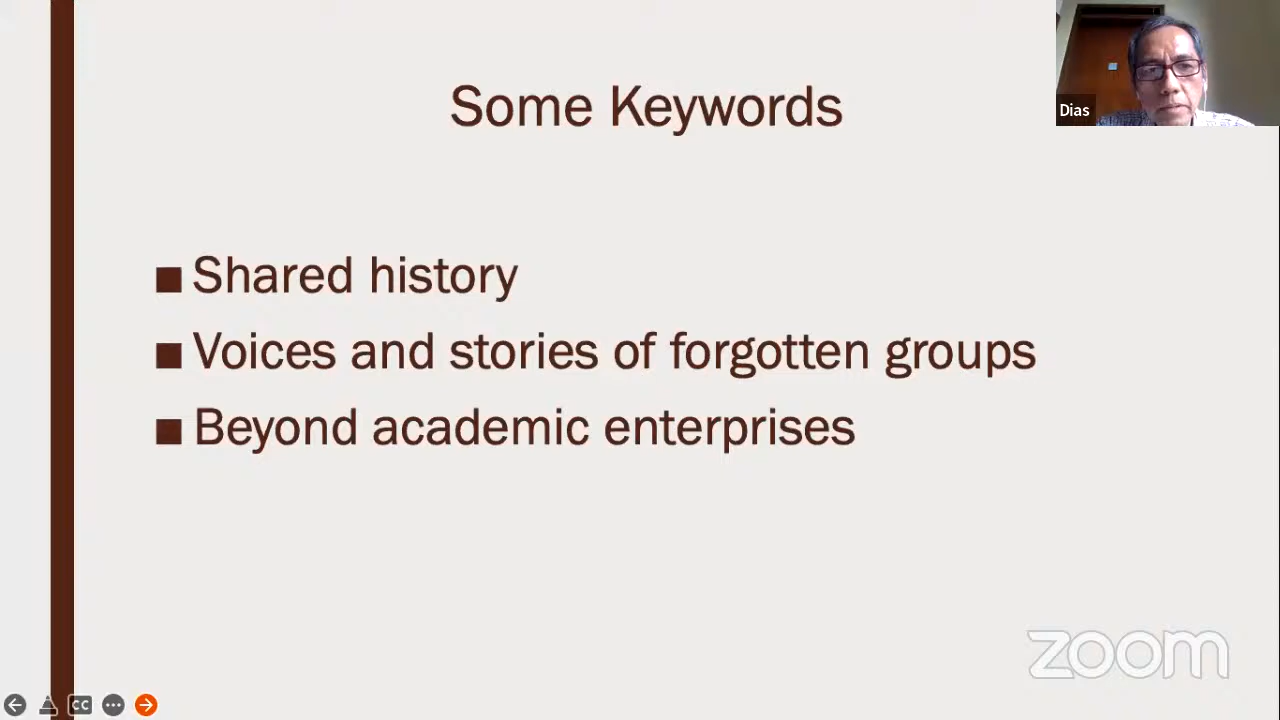 Some Keywords
Dias
Shared history
Voices and stories of forgotten groups
Beyond academic enterprises
zoom
CC